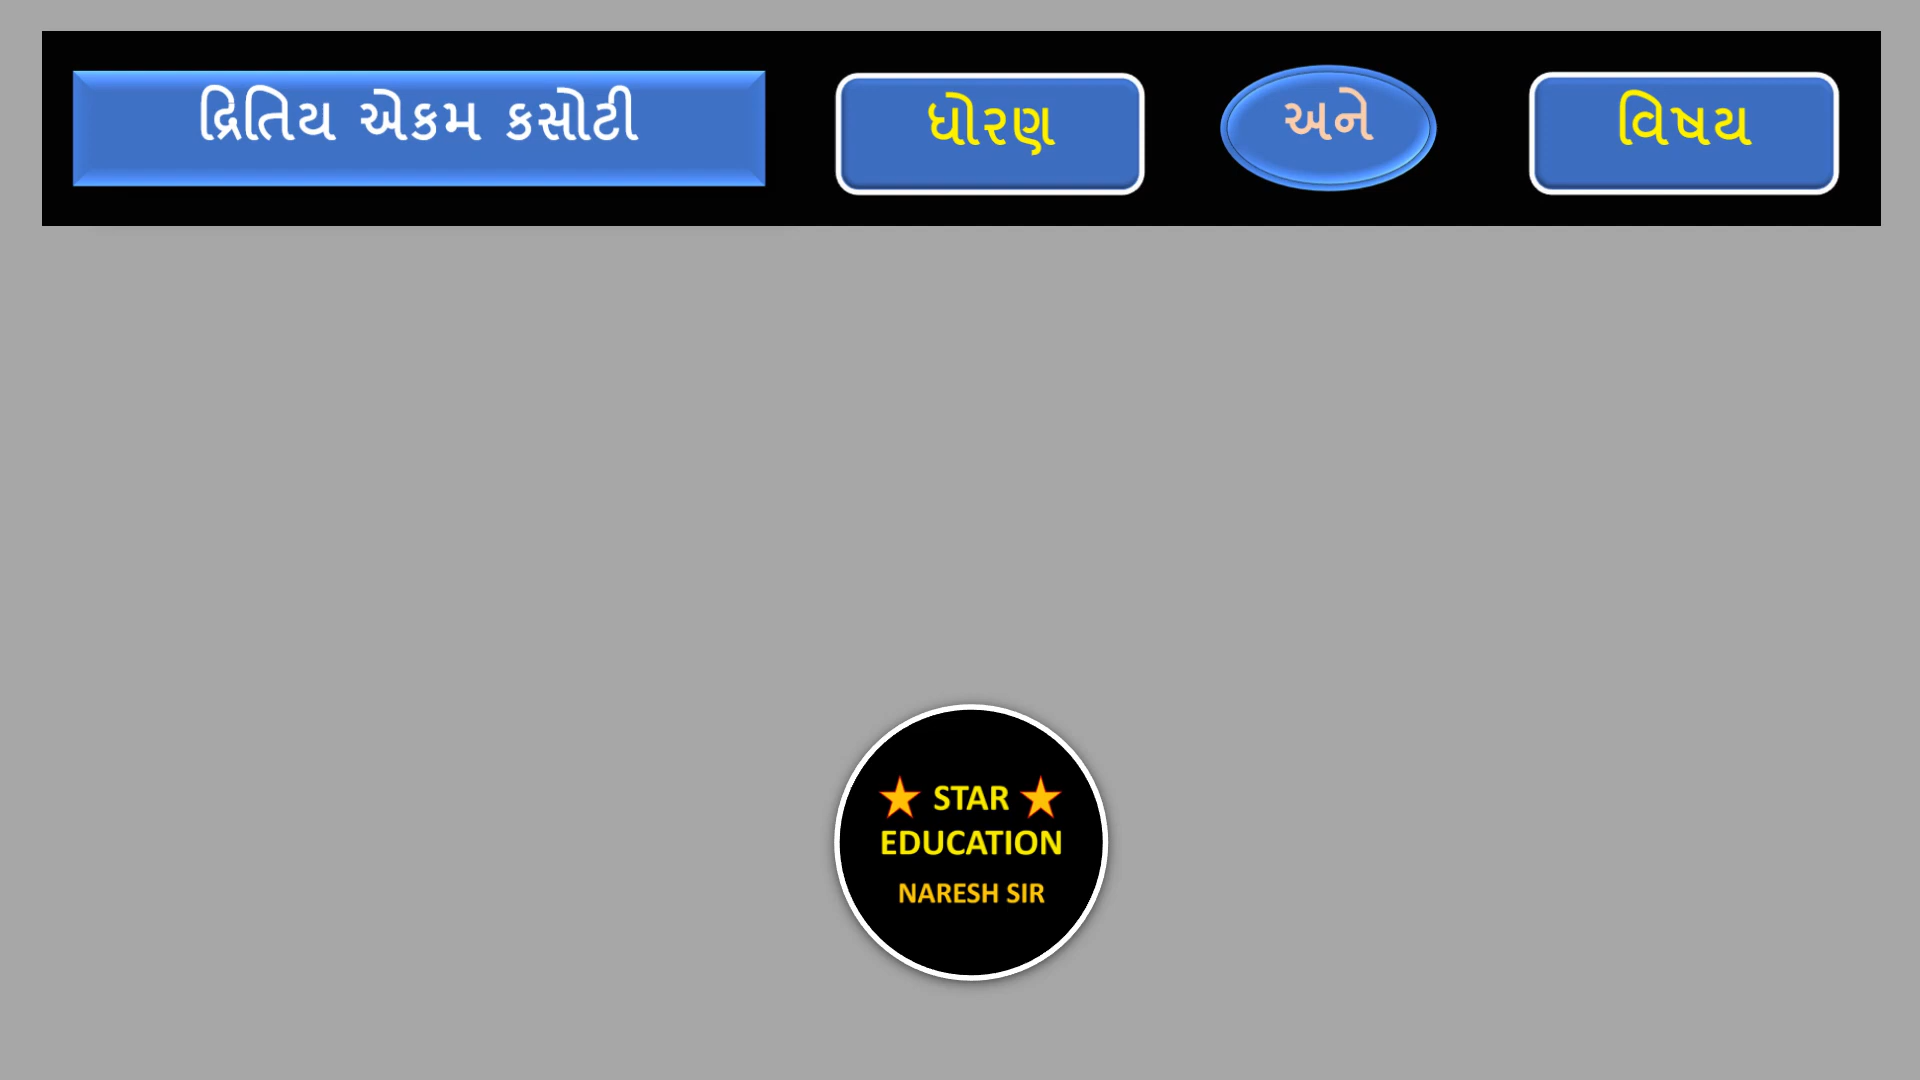 દ્રિતિય એકમ કસોટી
ધોરણ
અને
વિષય
STAR
EDUCATION
NARESH SIR